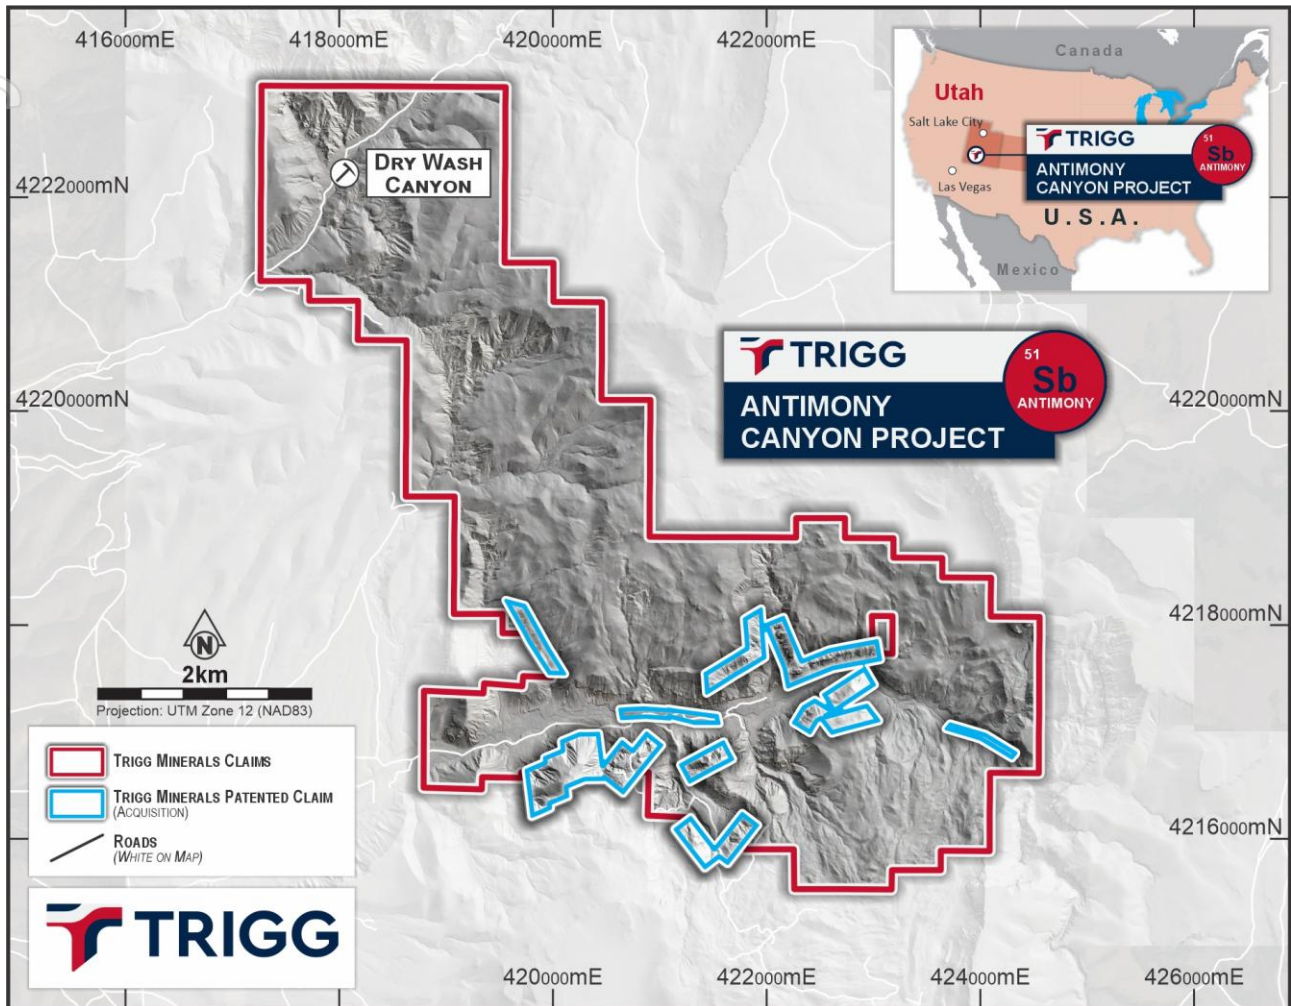 416000mE
418000mE
420000mE
422000mE
Canada
Utah
Salt Lake City
TRIGG
51
Sb
ANTIMONY
ANTIMONY
CANYON PROJECT
Las Vegas
U.S.A.
Mexico
DRY WASH
CANYON
4222000mN
TRIGG
51
Sb
ANTIMONY
ANTIMONY
CANYON PROJECT
4220000mN
4220000mN
4218000mN
N
2km
Projection: UTM Zone 12 (NAD83)
TRIGG MINERALS CLAIMS
TRIGG MINERALS PATENTED CLAIM
(ACQUISITION)
ROADS
(WHITE ON MAP)
4216000mN
TRIGG
420000mE
422000mE
424000mE
426000mE